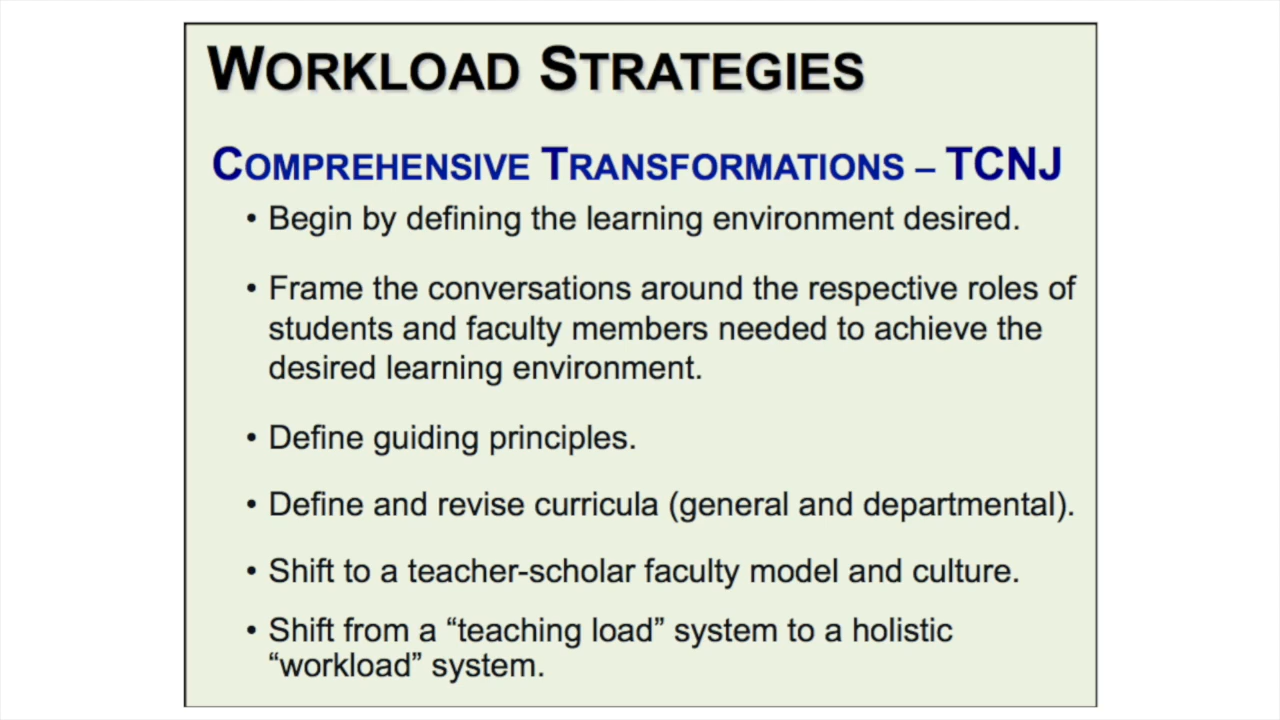 WORKLOAD STRATEGIES
COMPREHENSIVE TRANSFORMATIONS – TCNJ
• Begin by defining the learning environment desired.
• Frame the conversations around the respective roles of
students and faculty members needed to achieve the
desired learning environment.
• Define guiding principles.
• Define and revise curricula (general and departmental).
• Shift to a teacher-scholar faculty model and culture.
• Shift from a “teaching load” system to a holistic
“workload” system.